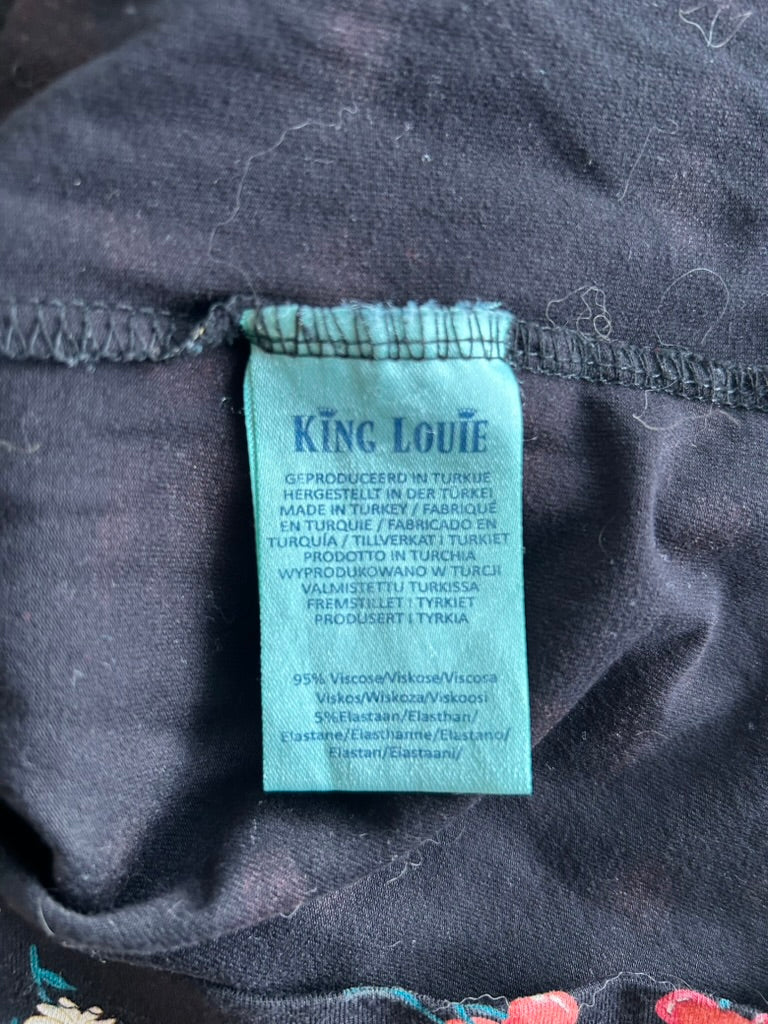 KING LOUIE
GEPRODUCEERD IN TURKIJE
HERGESTELLT IN DER TÜRKEI
MADE IN TURKEY / FABRIQUÉ
EN TURQUIE / FABRICADO EN
TURQUÍA / TILLVERKAT I TURKIET
PRODOTTO IN TURCHIA
WYPRODUKOWANO W TURCJI
VALMISTETTU TURKISSA
FREMSTILLET I TYRKIET
PRODUSERT I TYRKIA
95% Viscose/Viskose/Viscosa
Viskos/Wiskoza/Viskoosi
5%Elastaan/Elasthan/
Elastane/Elasthanne/Elastano/
Elastan/Elastaani/